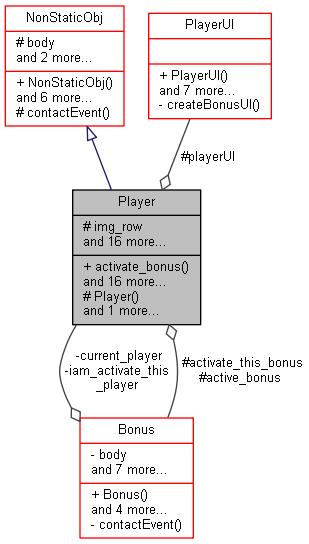 NonStaticObj
# body
and 2 more...
+ NonStaticObj()
and 6 more...
# contactEvent()
PlayerUI
+ PlayerUI()
and 7 more...
- createBonusUI()
#playerUI
Player
# img_row
and 16 more...
+ activate_bonus()
and 16 more...
# Player()
and 1 more...
-current_player
-iam_activate_this
_player
#activate_this_bonus
#active_bonus
Bonus
- body
and 7 more...
+ Bonus()
and 4 more...
- contactEvent()